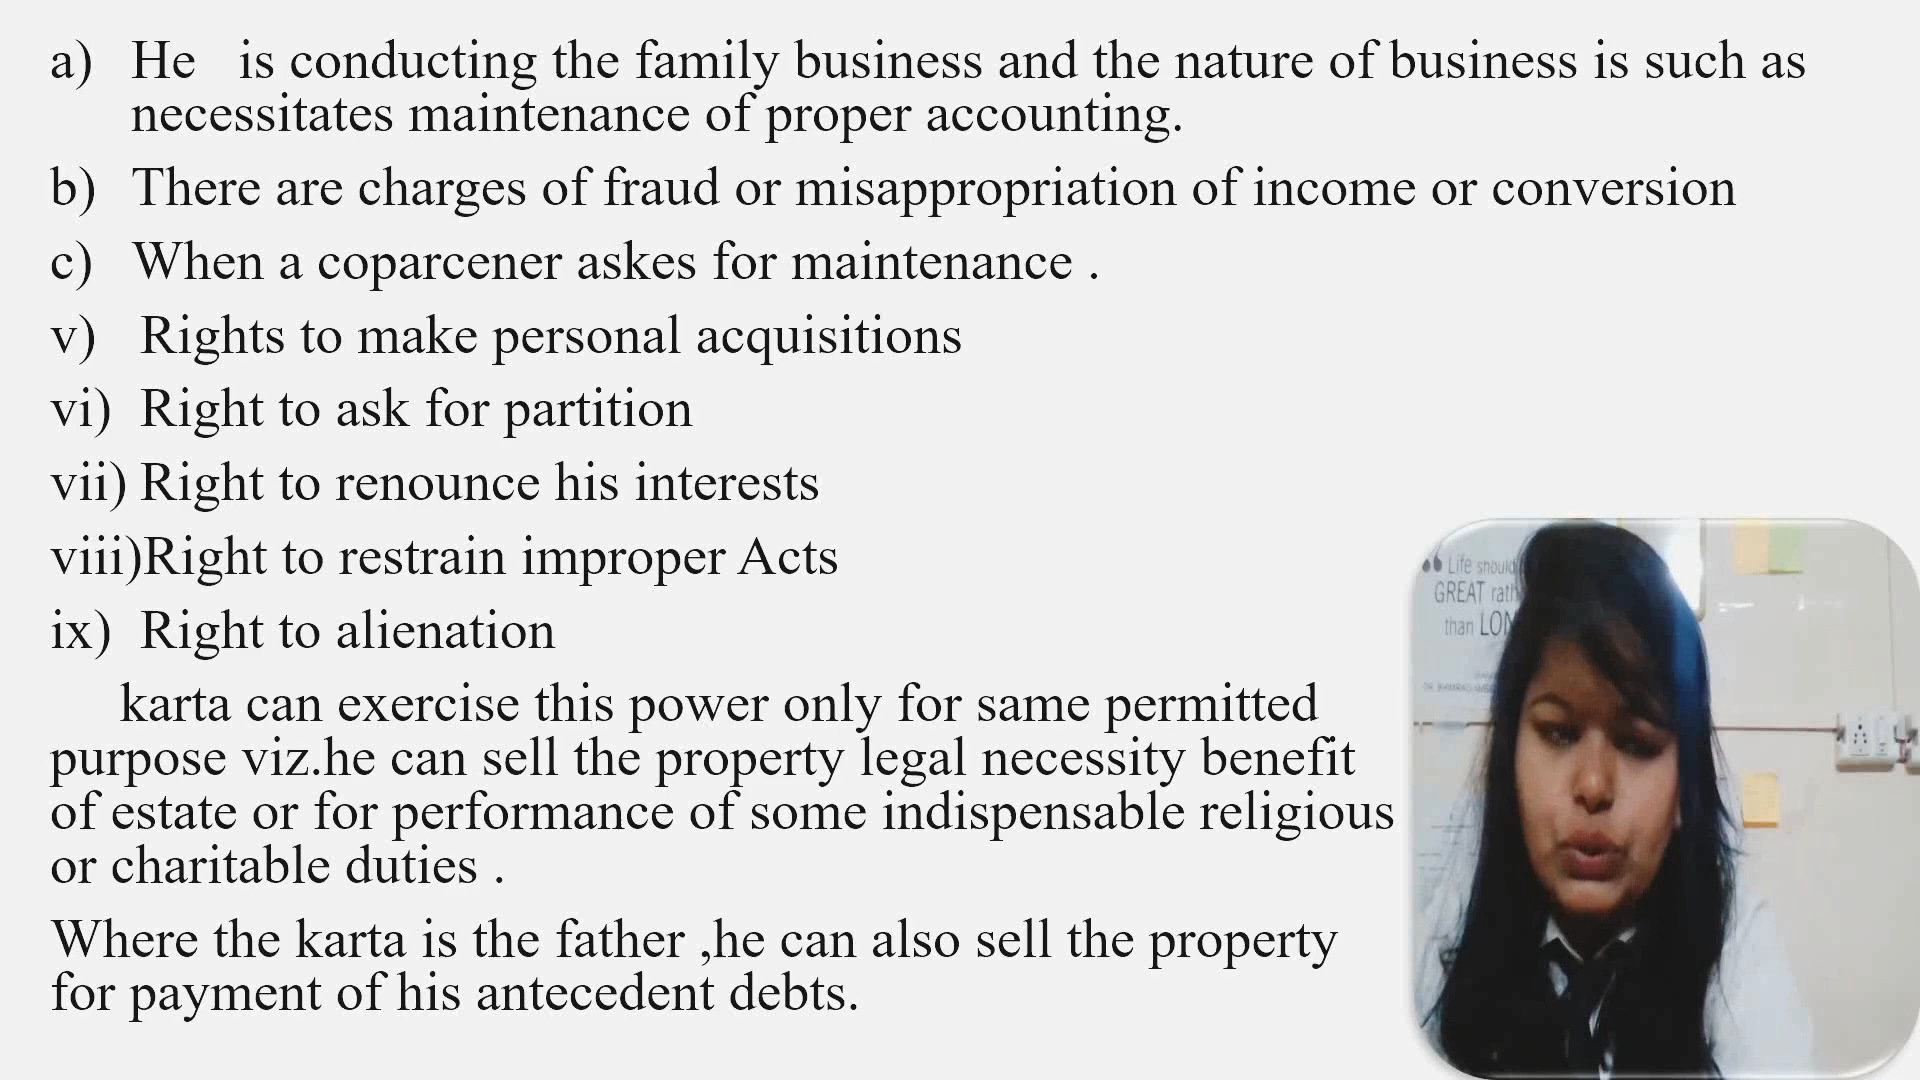 a) He is conducting the family business and the nature of business is such as
necessitates maintenance of proper accounting.
b) There are charges of fraud or misappropriation of income or conversion
c) When a coparcener askes for maintenance .
v) Rights to make personal acquisitions
vi) Right to ask for partition
vii) Right to renounce his interests
viii)Right to restrain improper Acts
ix) Right to alienation
karta can exercise this power only for same permitted
purpose viz.he can sell the property legal necessity benefit
of estate or for performance of some indispensable religious
or charitable duties .
Where the karta is the father ,he can also sell the property
for payment of his antecedent debts.
“ Life should
GREAT rath
than LON